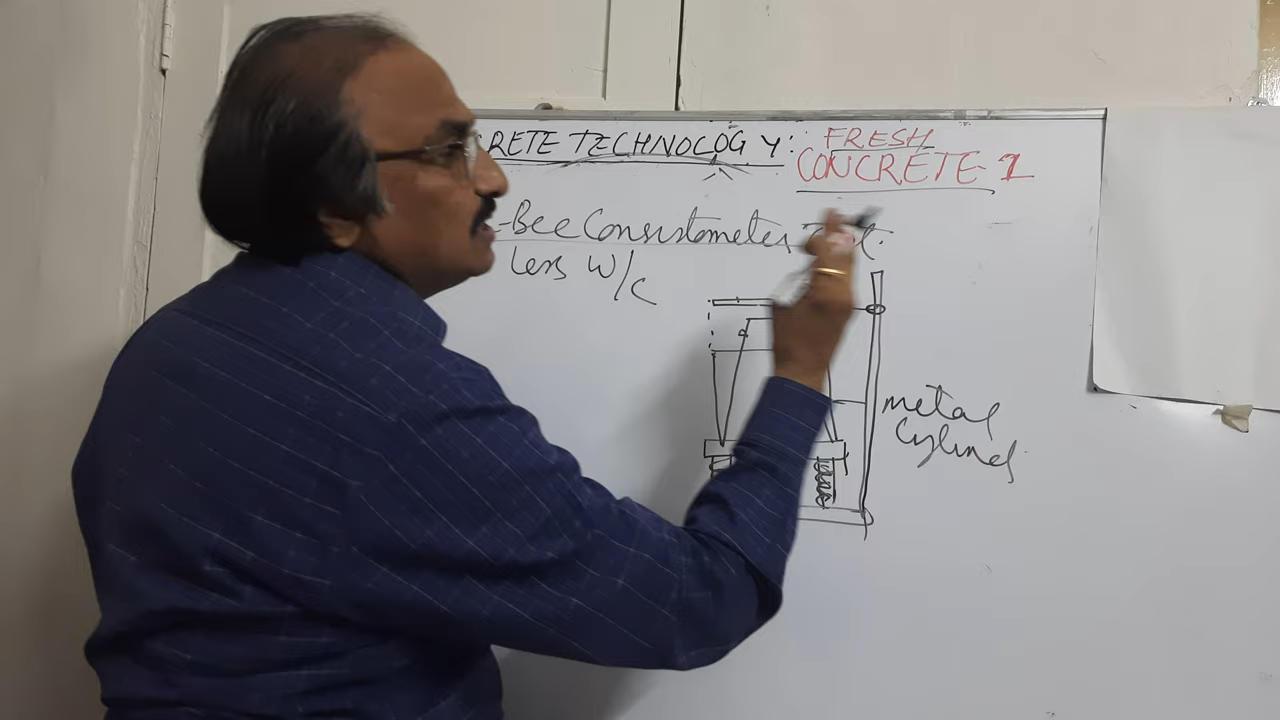 RETE TECHNOLOGY: FRESH
CONCRETE-1
-Bee Consistometer
Less W/C
metal
Cylinder